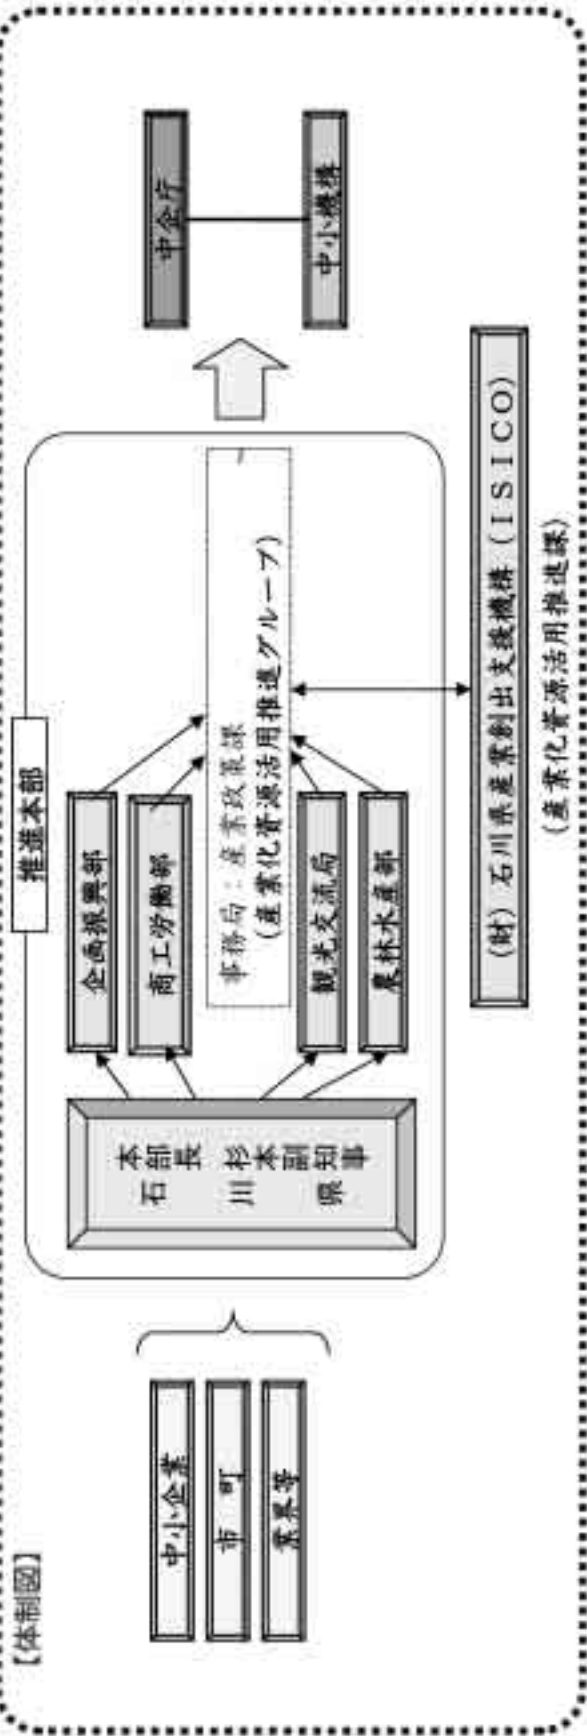 【体制図】
中小企業
市 町
業界等
推進本部
本部長 杉本副知事
石川県
企画振興部
商工労働部
事務局:産業政策課
(産業化資源活用推進グループ)
観光交流局
農林水産部
中企庁
中小機構
(財)石川県産業創出支援機構(ISICO)
(産業化資源活用推進課)